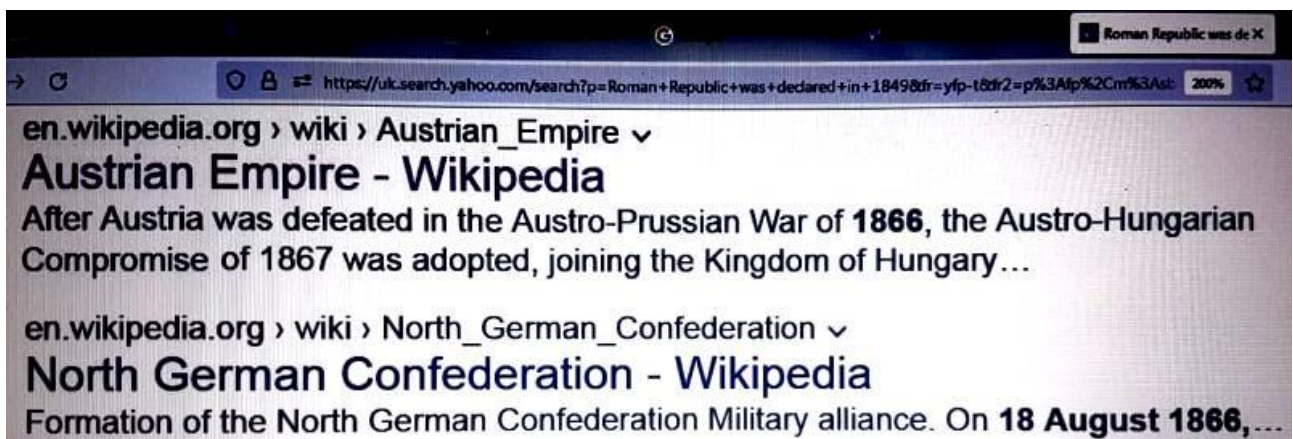 Roman Republic was de
https://uk.search.yahoo.com/search?p=Roman+Republic+was+declared+in+1849&fr=yfp-t&fr2=p%3Afp%2Cm%3Asb 200%
en.wikipedia.org › wiki › Austrian_Empire
Austrian Empire - Wikipedia
After Austria was defeated in the Austro-Prussian War of 1866, the Austro-Hungarian
Compromise of 1867 was adopted, joining the Kingdom of Hungary...
en.wikipedia.org › wiki › North_German_Confederation
North German Confederation - Wikipedia
Formation of the North German Confederation Military alliance. On 18 August 1866,...